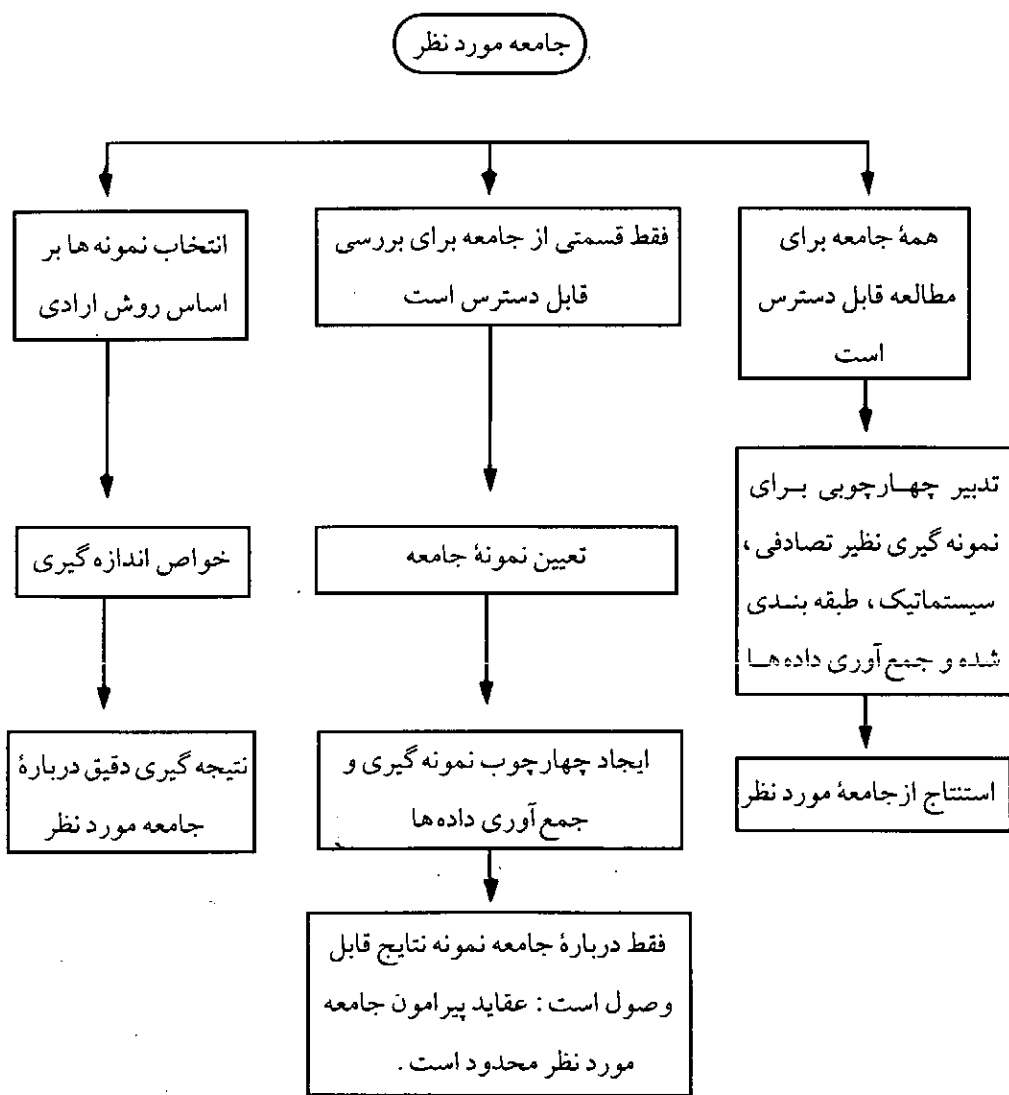 جامعه مورد نظر
همهٔ جامعه برای
مطالعه قابل دسترس
است
تدبیر چهارچوبی برای
نمونه گیری نظیر تصادفی،
سیستماتیک، طبقه بندی
شده و جمع آوری داده ها
استنتاج از جامعهٔ مورد نظر
فقط قسمتی از جامعه برای بررسی
قابل دسترس است
تعیین نمونهٔ جامعه
ایجاد چهارچوب نمونه گیری و
جمع آوری داده ها
فقط دربارهٔ جامعه نمونه نتایج قابل
وصول است : عقاید پیرامون جامعه
مورد نظر محدود است .
انتخاب نمونه ها بر
اساس روش ارادی
خواص اندازه گیری
نتیجه گیری دقیق دربارهٔ
جامعه مورد نظر